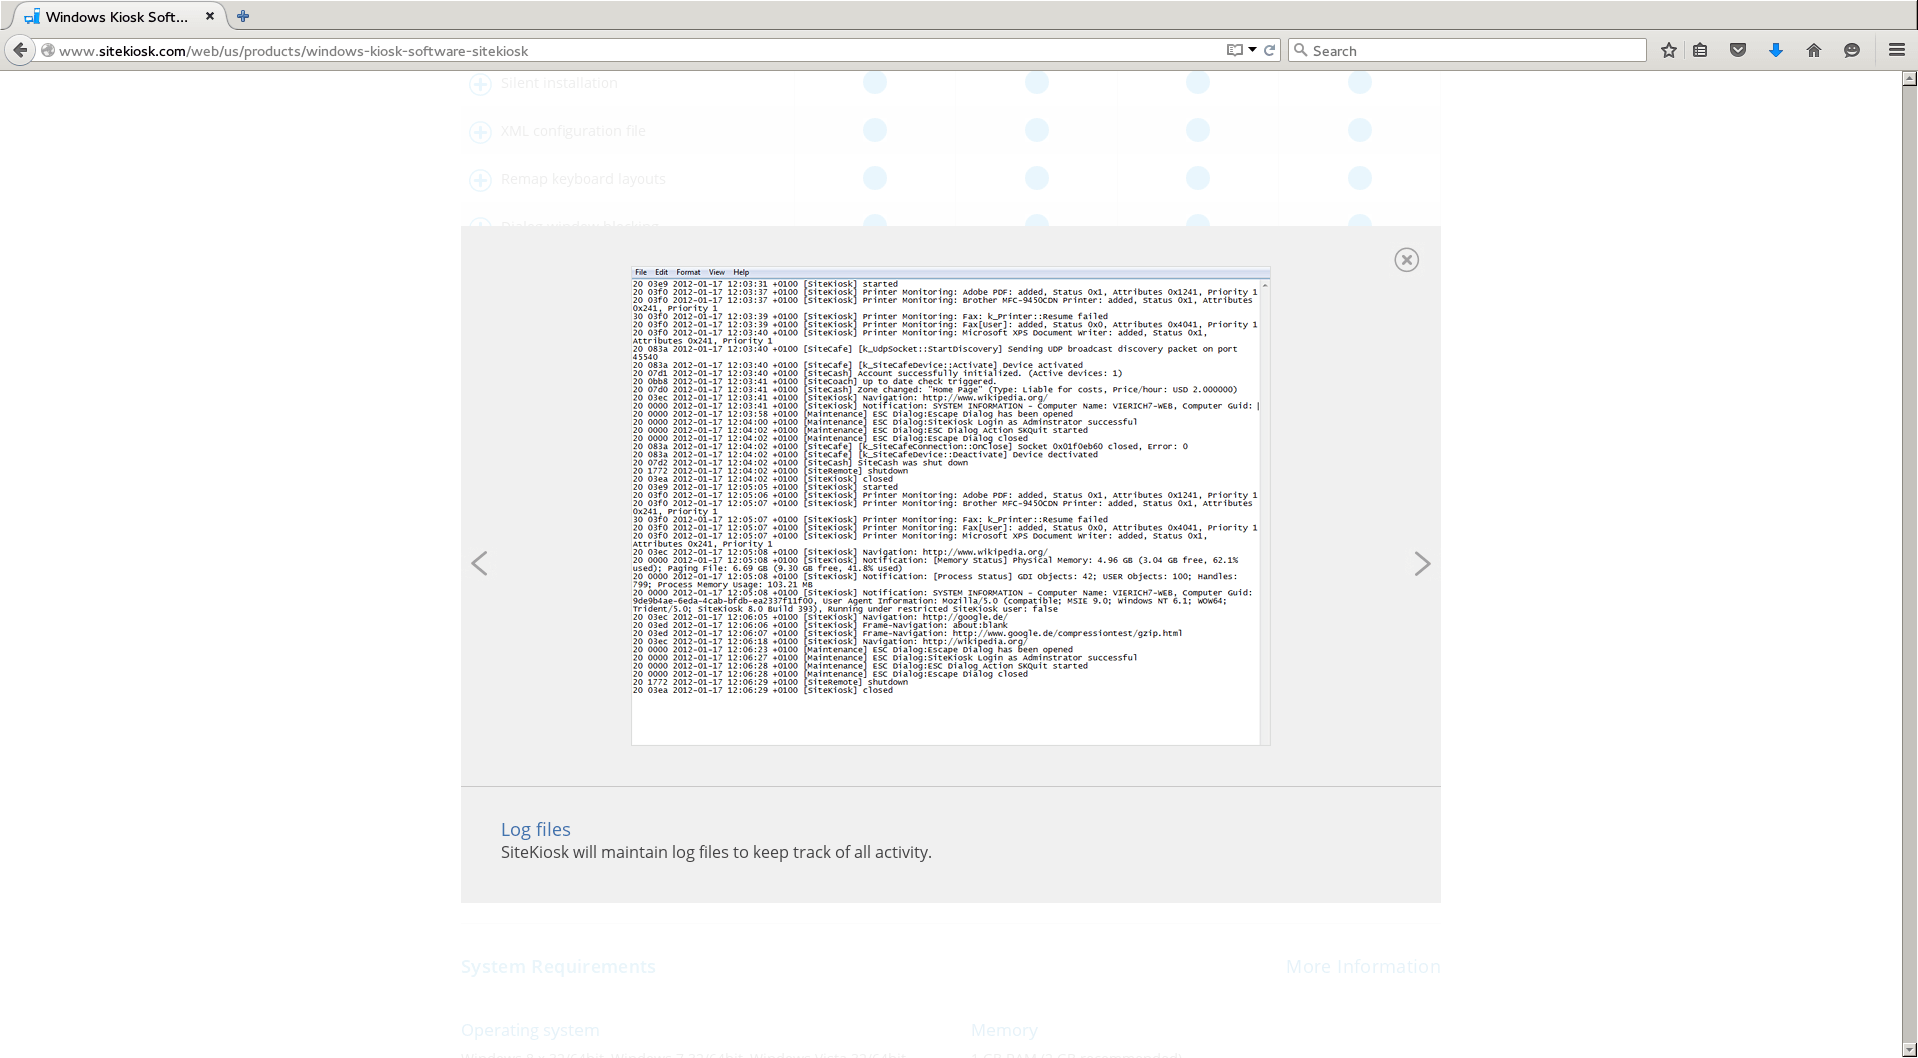 Windows Kiosk Soft...
www.sitekiosk.com/web/us/products/windows-kiosk-software-sitekiosk
Search
Silent installation
XML configuration file
Remap keyboard layouts
Dialog window blocking
File Edit Format View Help
20 03e9 2012-01-17 12:03:31 +0100 [SiteKiosk] started
20 03f0 2012-01-17 12:03:37 +0100 [SiteKiosk] Printer Monitoring: Adobe PDF: added, Status 0x1, Attributes 0x1241, Priority 1
20 03f0 2012-01-17 12:03:37 +0100 [SiteKiosk] Printer Monitoring: Brother MFC-9450CDN Printer: added, Status 0x1, Attributes
0x241, Priority 1
30 03f0 2012-01-17 12:03:39 +0100 [SiteKiosk] Printer Monitoring: Fax: k_Printer::Resume failed
20 03f0 2012-01-17 12:03:39 +0100 [SiteKiosk] Printer Monitoring: Fax[User]: added, Status 0x0, Attributes 0x4041, Priority 1
20 03f0 2012-01-17 12:03:40 +0100 [SiteKiosk] Printer Monitoring: Microsoft XPS Document Writer: added, Status 0x1,
Attributes 0x241, Priority 1
20 083a 2012-01-17 12:03:40 +0100 [SiteCafe] [k_UdpSocket::StartDiscovery] Sending UDP broadcast discovery packet on port
45540
20 083a 2012-01-17 12:03:40 +0100 [SiteCafe] [k_SiteCafeDevice::Activate] Device activated
20 07d1 2012-01-17 12:03:40 +0100 [SiteCash] Account successfully initialized. (Active devices: 1)
20 0bb8 2012-01-17 12:03:41 +0100 [SiteCoach] Up to date check triggered.
20 07d0 2012-01-17 12:03:41 +0100 [SiteCash] Zone changed: "Home Page" (Type: Liable for costs, Price/hour: USD 2.000000)
20 03ec 2012-01-17 12:03:41 +0100 [SiteKiosk] Navigation: http://www.wikipedia.org/
20 0000 2012-01-17 12:03:41 +0100 [SiteKiosk] Notification: SYSTEM INFORMATION - Computer Name: VIERICH7-WEB, Computer Guid:
20 0000 2012-01-17 12:03:58 +0100 [Maintenance] ESC Dialog:Escape Dialog has been opened
20 0000 2012-01-17 12:04:00 +0100 [Maintenance] ESC Dialog:SiteKiosk Login as Adminstrator successful
20 0000 2012-01-17 12:04:02 +0100 [Maintenance] ESC Dialog:ESC Dialog Action SKQuit started
20 0000 2012-01-17 12:04:02 +0100 [Maintenance] ESC Dialog:Escape Dialog closed
20 083a 2012-01-17 12:04:02 +0100 [SiteCafe] [k_SiteCafeConnection::OnClose] Socket 0x01f0eb60 closed, Error: 0
20 083a 2012-01-17 12:04:02 +0100 [SiteCafe] [k_SiteCafeDevice::Deactivate] Device dectivated
20 07d2 2012-01-17 12:04:02 +0100 [SiteCash] SiteCash was shut down
20 1772 2012-01-17 12:04:02 +0100 [SiteRemote] shutdown
20 03ea 2012-01-17 12:04:02 +0100 [SiteKiosk] closed
20 03e9 2012-01-17 12:05:05 +0100 [SiteKiosk] started
20 03f0 2012-01-17 12:05:06 +0100 [SiteKiosk] Printer Monitoring: Adobe PDF: added, Status 0x1, Attributes 0x1241, Priority 1
20 03f0 2012-01-17 12:05:07 +0100 [SiteKiosk] Printer Monitoring: Brother MFC-9450CDN Printer: added, Status 0x1, Attributes
0x241, Priority 1
30 03f0 2012-01-17 12:05:07 +0100 [SiteKiosk] Printer Monitoring: Fax: k_Printer::Resume failed
20 03f0 2012-01-17 12:05:07 +0100 [SiteKiosk] Printer Monitoring: Fax[User]: added, Status 0x0, Attributes 0x4041, Priority 1
20 03f0 2012-01-17 12:05:07 +0100 [SiteKiosk] Printer Monitoring: Microsoft XPS Document Writer: added, Status 0x1,
Attributes 0x241, Priority 1
20 03ec 2012-01-17 12:05:08 +0100 [SiteKiosk] Navigation: http://www.wikipedia.org/
20 0000 2012-01-17 12:05:08 +0100 [SiteKiosk] Notification: [Memory Status] Physical Memory: 4.96 GB (3.04 GB free, 62.1%
used); Paging File: 6.69 GB (9.30 GB free, 41.8% used)
20 0000 2012-01-17 12:05:08 +0100 [SiteKiosk] Notification: [Process Status] GDI Objects: 42; USER Objects: 100; Handles:
799; Process Memory Usage: 103.21 MB
20 0000 2012-01-17 12:05:08 +0100 [SiteKiosk] Notification: SYSTEM INFORMATION - Computer Name: VIERICH7-WEB, Computer Guid:
9de9b4ae-6eda-4cab-bfdb-ea2337f11f00, User Agent Information: Mozilla/5.0 (compatible; MSIE 9.0; Windows NT 6.1; WOW64;
Trident/5.0; SiteKiosk 8.0 Build 393), Running under restricted SiteKiosk user: false
20 03ec 2012-01-17 12:06:05 +0100 [SiteKiosk] Navigation: http://google.de/
20 03ed 2012-01-17 12:06:06 +0100 [SiteKiosk] Frame-Navigation: about:blank
20 03ed 2012-01-17 12:06:07 +0100 [SiteKiosk] Frame-Navigation: http://www.google.de/compressiontest/gzip.html
20 03ec 2012-01-17 12:06:18 +0100 [SiteKiosk] Navigation: http://wikipedia.org/
20 0000 2012-01-17 12:06:23 +0100 [Maintenance] ESC Dialog:Escape Dialog has been opened
20 0000 2012-01-17 12:06:27 +0100 [Maintenance] ESC Dialog:SiteKiosk Login as Adminstrator successful
20 0000 2012-01-17 12:06:28 +0100 [Maintenance] ESC Dialog:ESC Dialog Action SKQuit started
20 0000 2012-01-17 12:06:28 +0100 [Maintenance] ESC Dialog:Escape Dialog closed
20 1772 2012-01-17 12:06:29 +0100 [SiteRemote] shutdown
20 03ea 2012-01-17 12:06:29 +0100 [SiteKiosk] closed
Log files
SiteKiosk will maintain log files to keep track of all activity.
System Requirements
More Information
Operating system
Memory